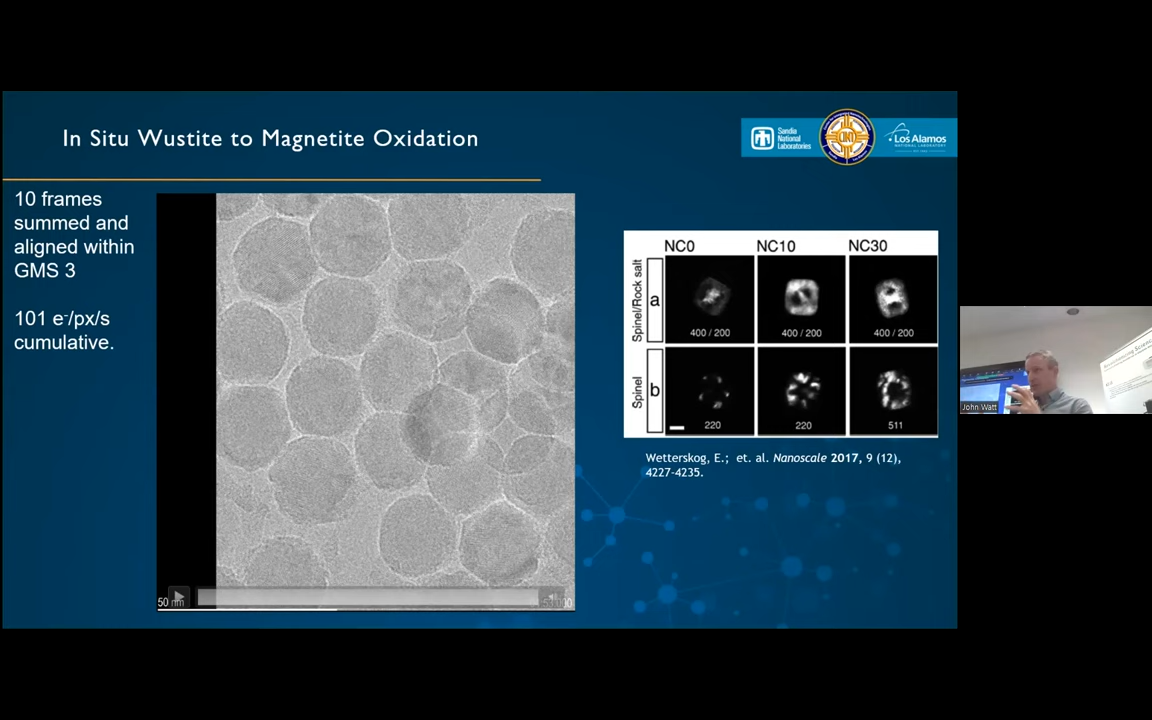 In Situ Wustite to Magnetite Oxidation
Sandia
National
Laboratories
Los Alamos
NATIONAL LABORATORY
10 frames
summed and
aligned within
GMS 3
101 e⁻/px/s
cumulative.
50 nm
NC0 NC10 NC30
Spinel/Rock salt
a
400 / 200 400 / 200 400 / 200
Spinel
b
220 220 511
Wetterskog, E.; et. al. Nanoscale 2017, 9 (12),
4227-4235.
John Watt